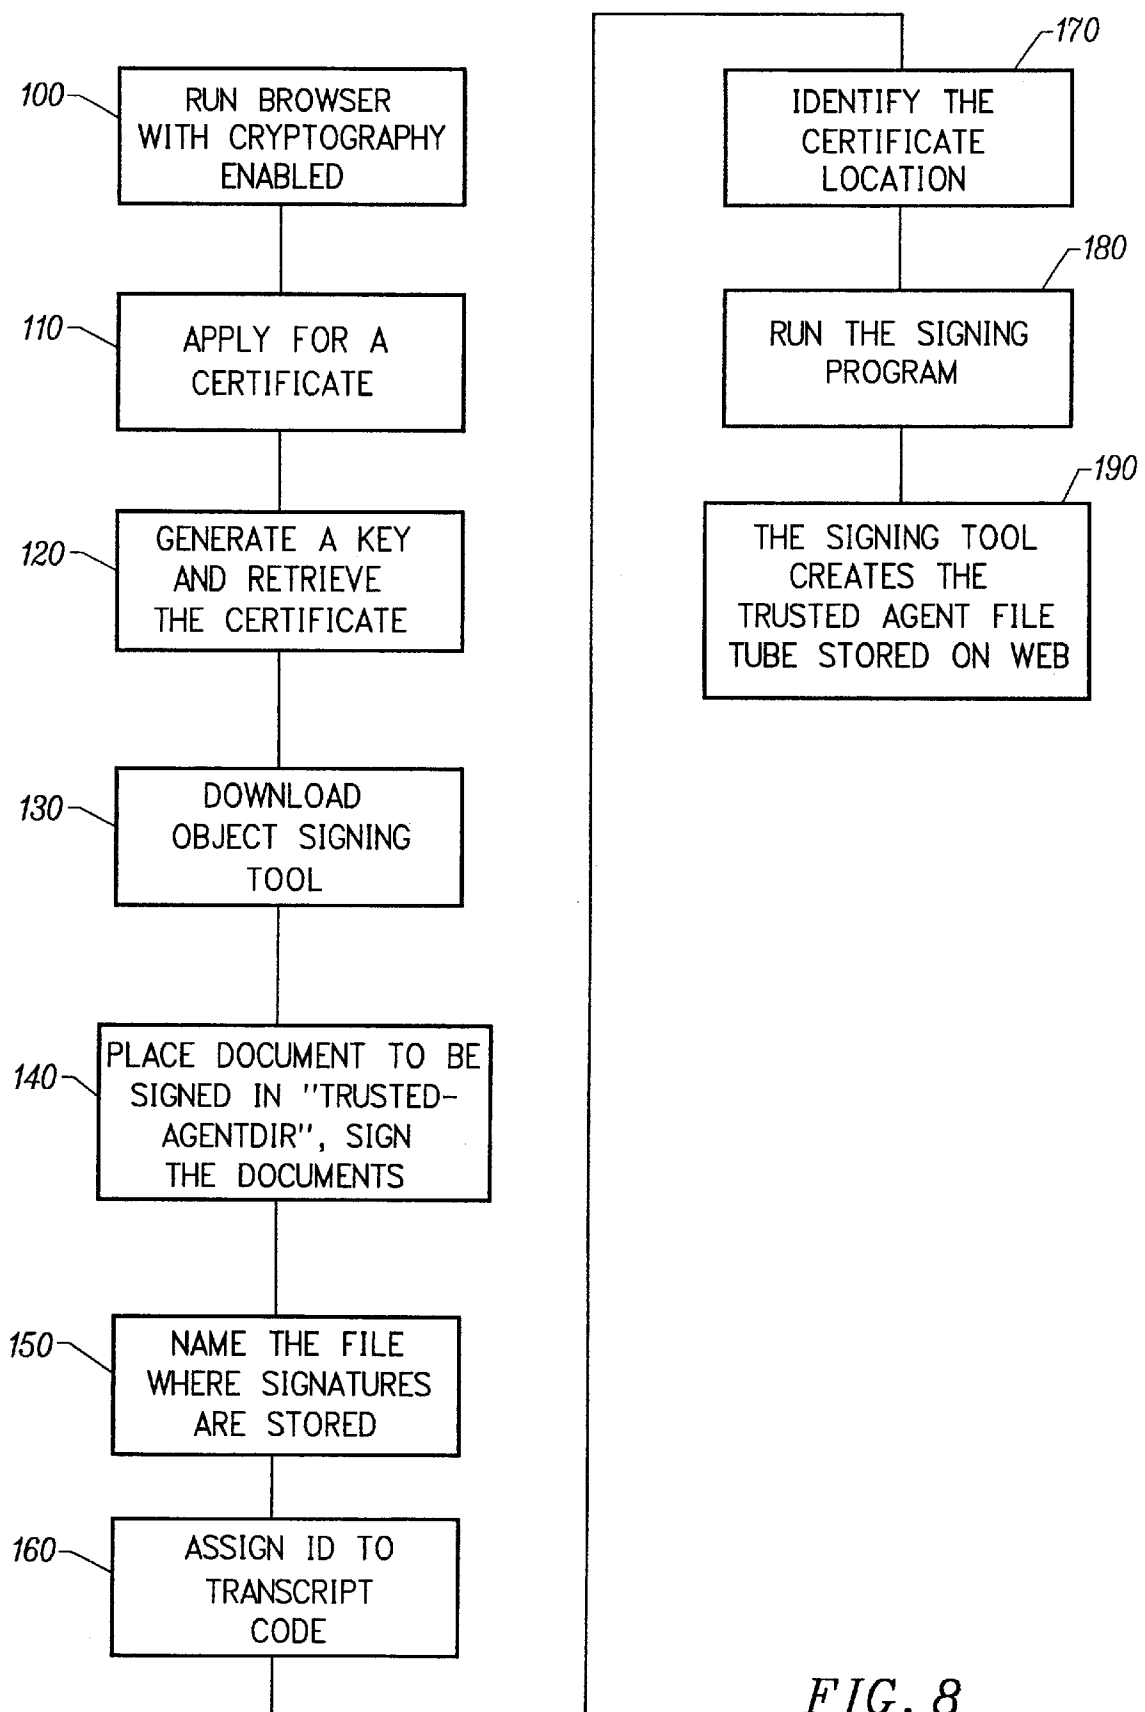 100
RUN BROWSER
WITH CRYPTOGRAPHY
ENABLED
110
APPLY FOR A
CERTIFICATE
120
GENERATE A KEY
AND RETRIEVE
THE CERTIFICATE
130
DOWNLOAD
OBJECT SIGNING
TOOL
140
PLACE DOCUMENT TO BE
SIGNED IN "TRUSTED-
AGENTDIR", SIGN
THE DOCUMENTS
150
NAME THE FILE
WHERE SIGNATURES
ARE STORED
160
ASSIGN ID TO
TRANSCRIPT
CODE
170
IDENTIFY THE
CERTIFICATE
LOCATION
180
RUN THE SIGNING
PROGRAM
190
THE SIGNING TOOL
CREATES THE
TRUSTED AGENT FILE
TUBE STORED ON WEB
FIG. 8